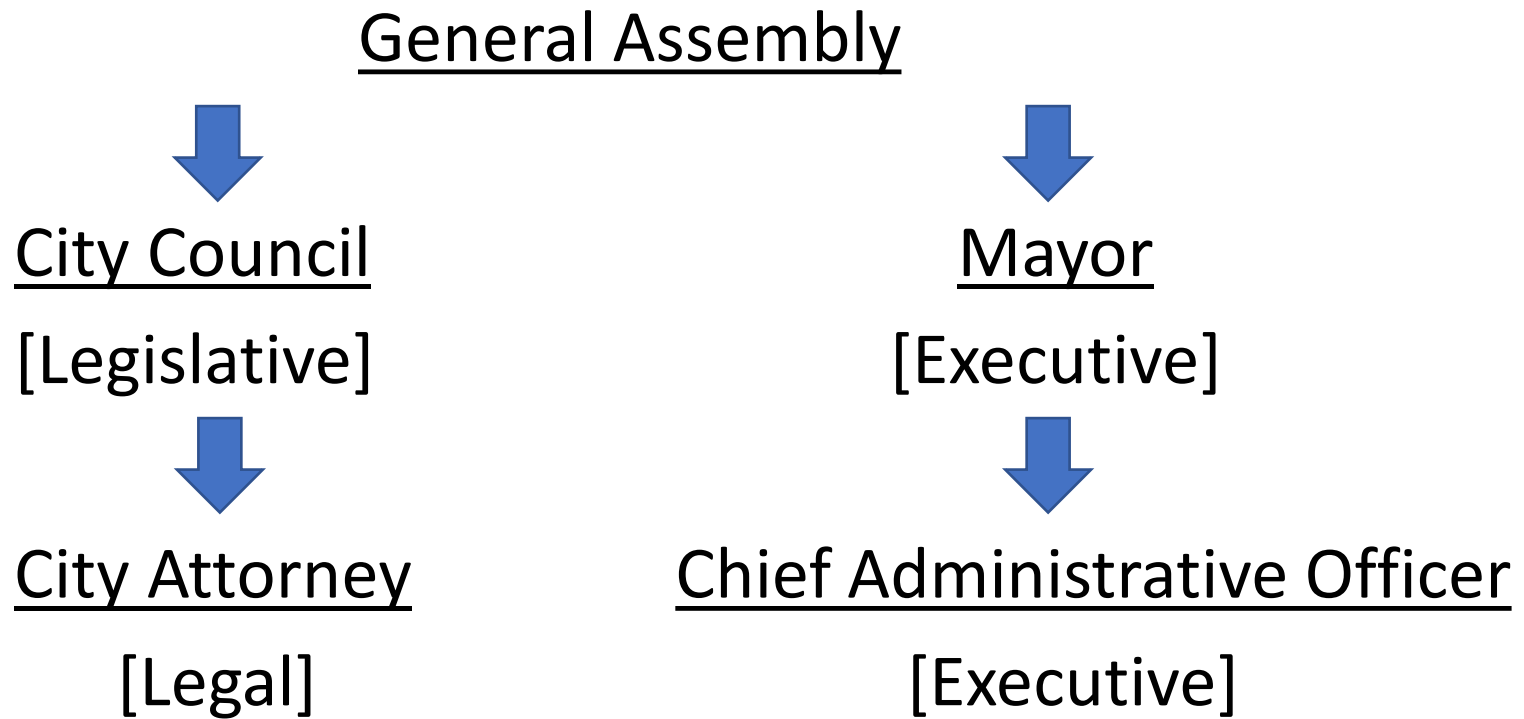 General Assembly
City Council
Mayor
[Legislative]
[Executive]
City Attorney
Chief Administrative Officer
[Legal]
[Executive]